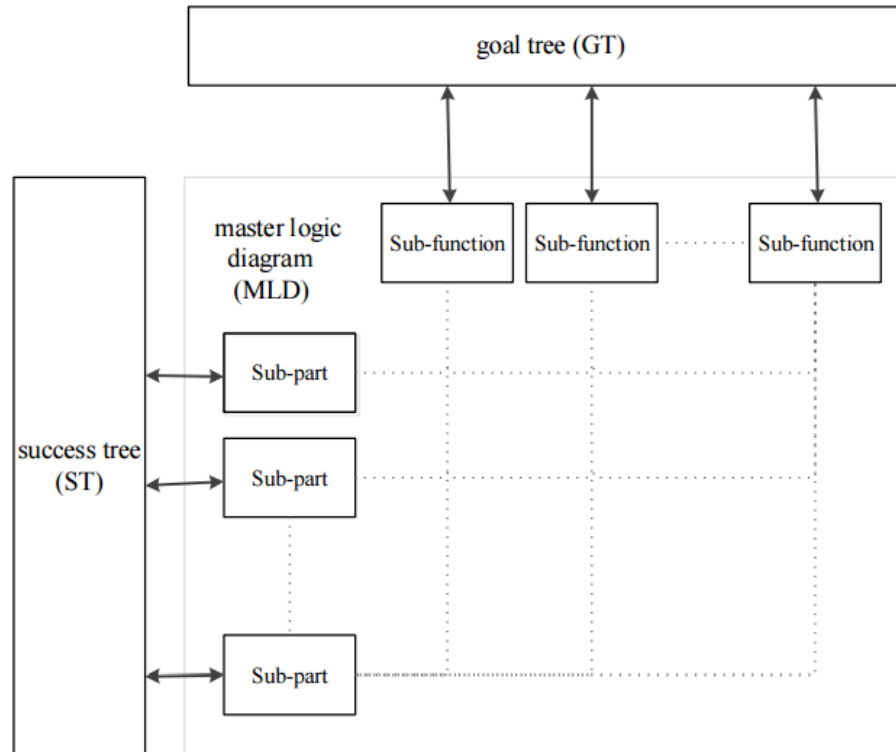 goal tree (GT)
master logic
diagram
(MLD)
Sub-function
Sub-function
Sub-function
Sub-part
success tree
(ST)
Sub-part
Sub-part